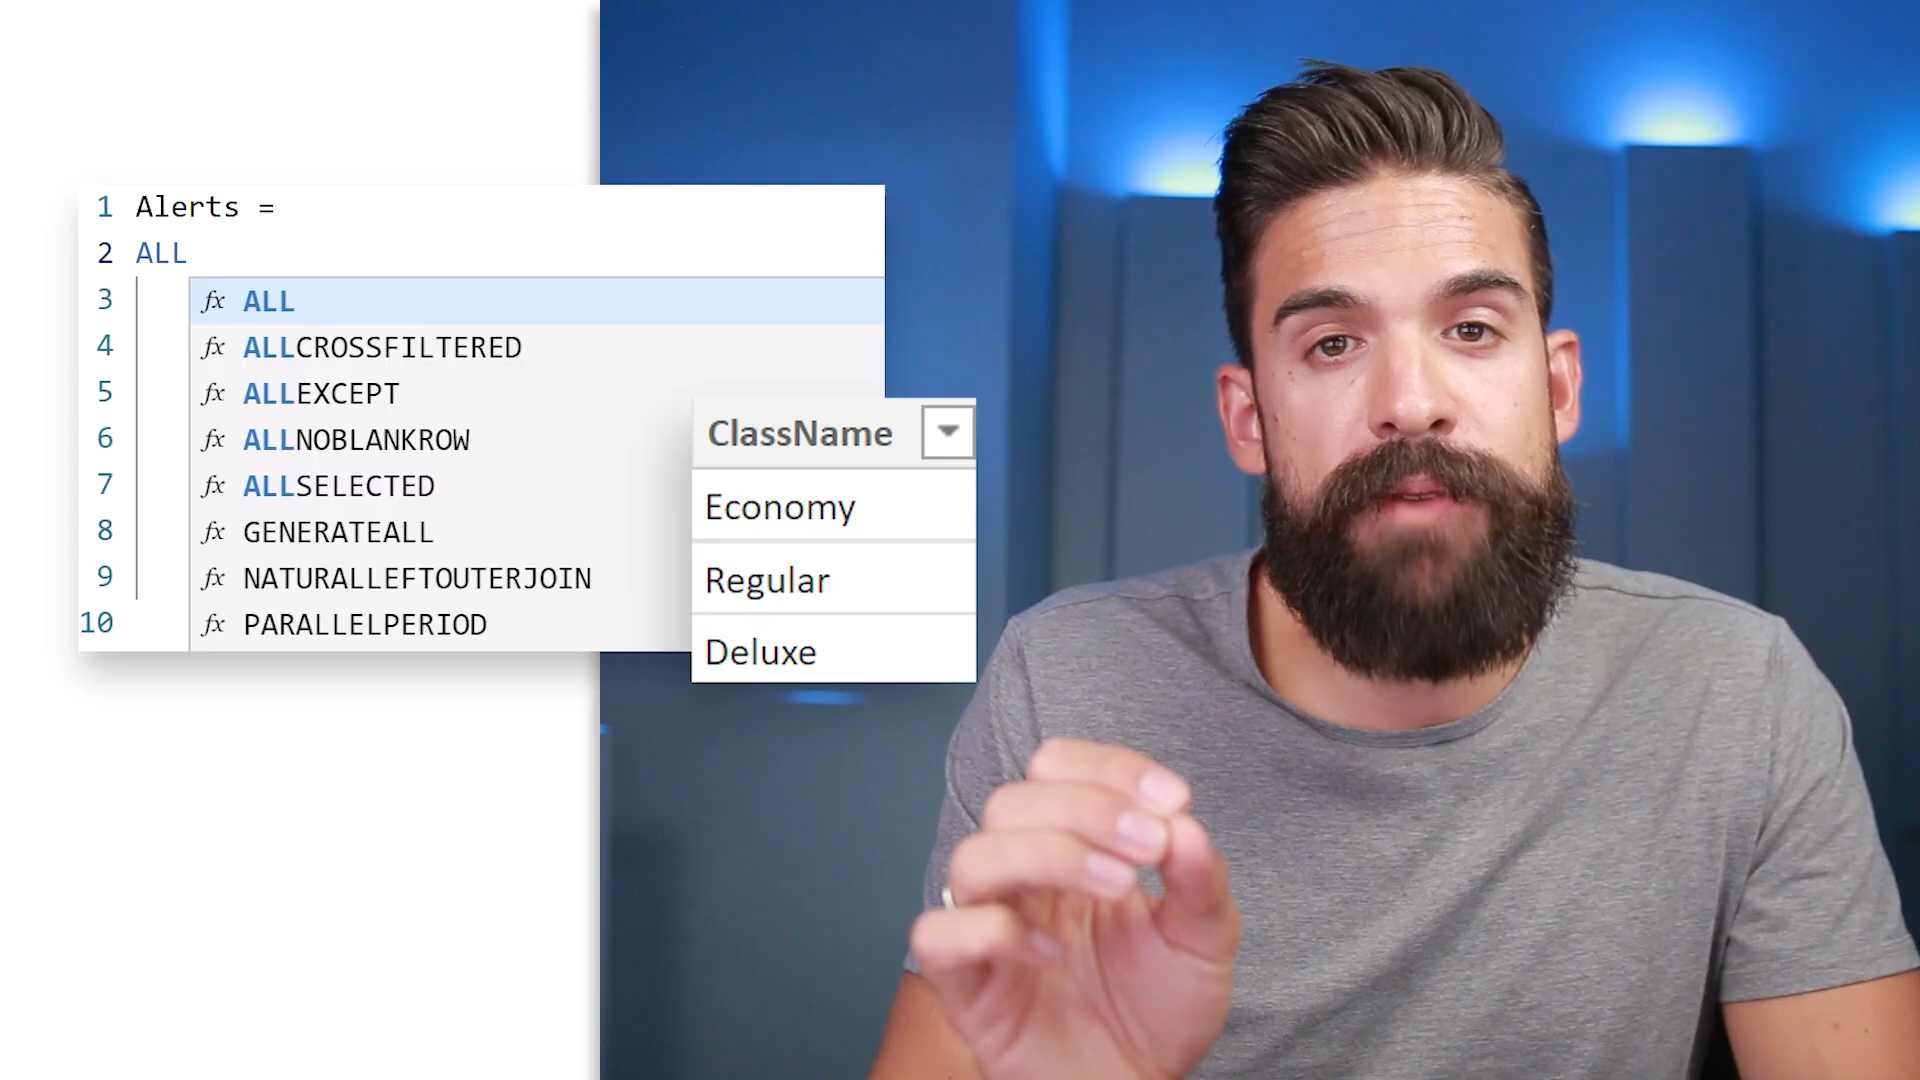 1 Alerts =
2 ALL
3 fx ALL
4 fx ALLCROSSFILTERED
5 fx ALLEXCEPT
6 fx ALLNOBLANKROW
7 fx ALLSELECTED
8 fx GENERATEALL
9 fx NATURALLEFTOUTERJOIN
10 fx PARALLELPERIOD
ClassName
Economy
Regular
Deluxe